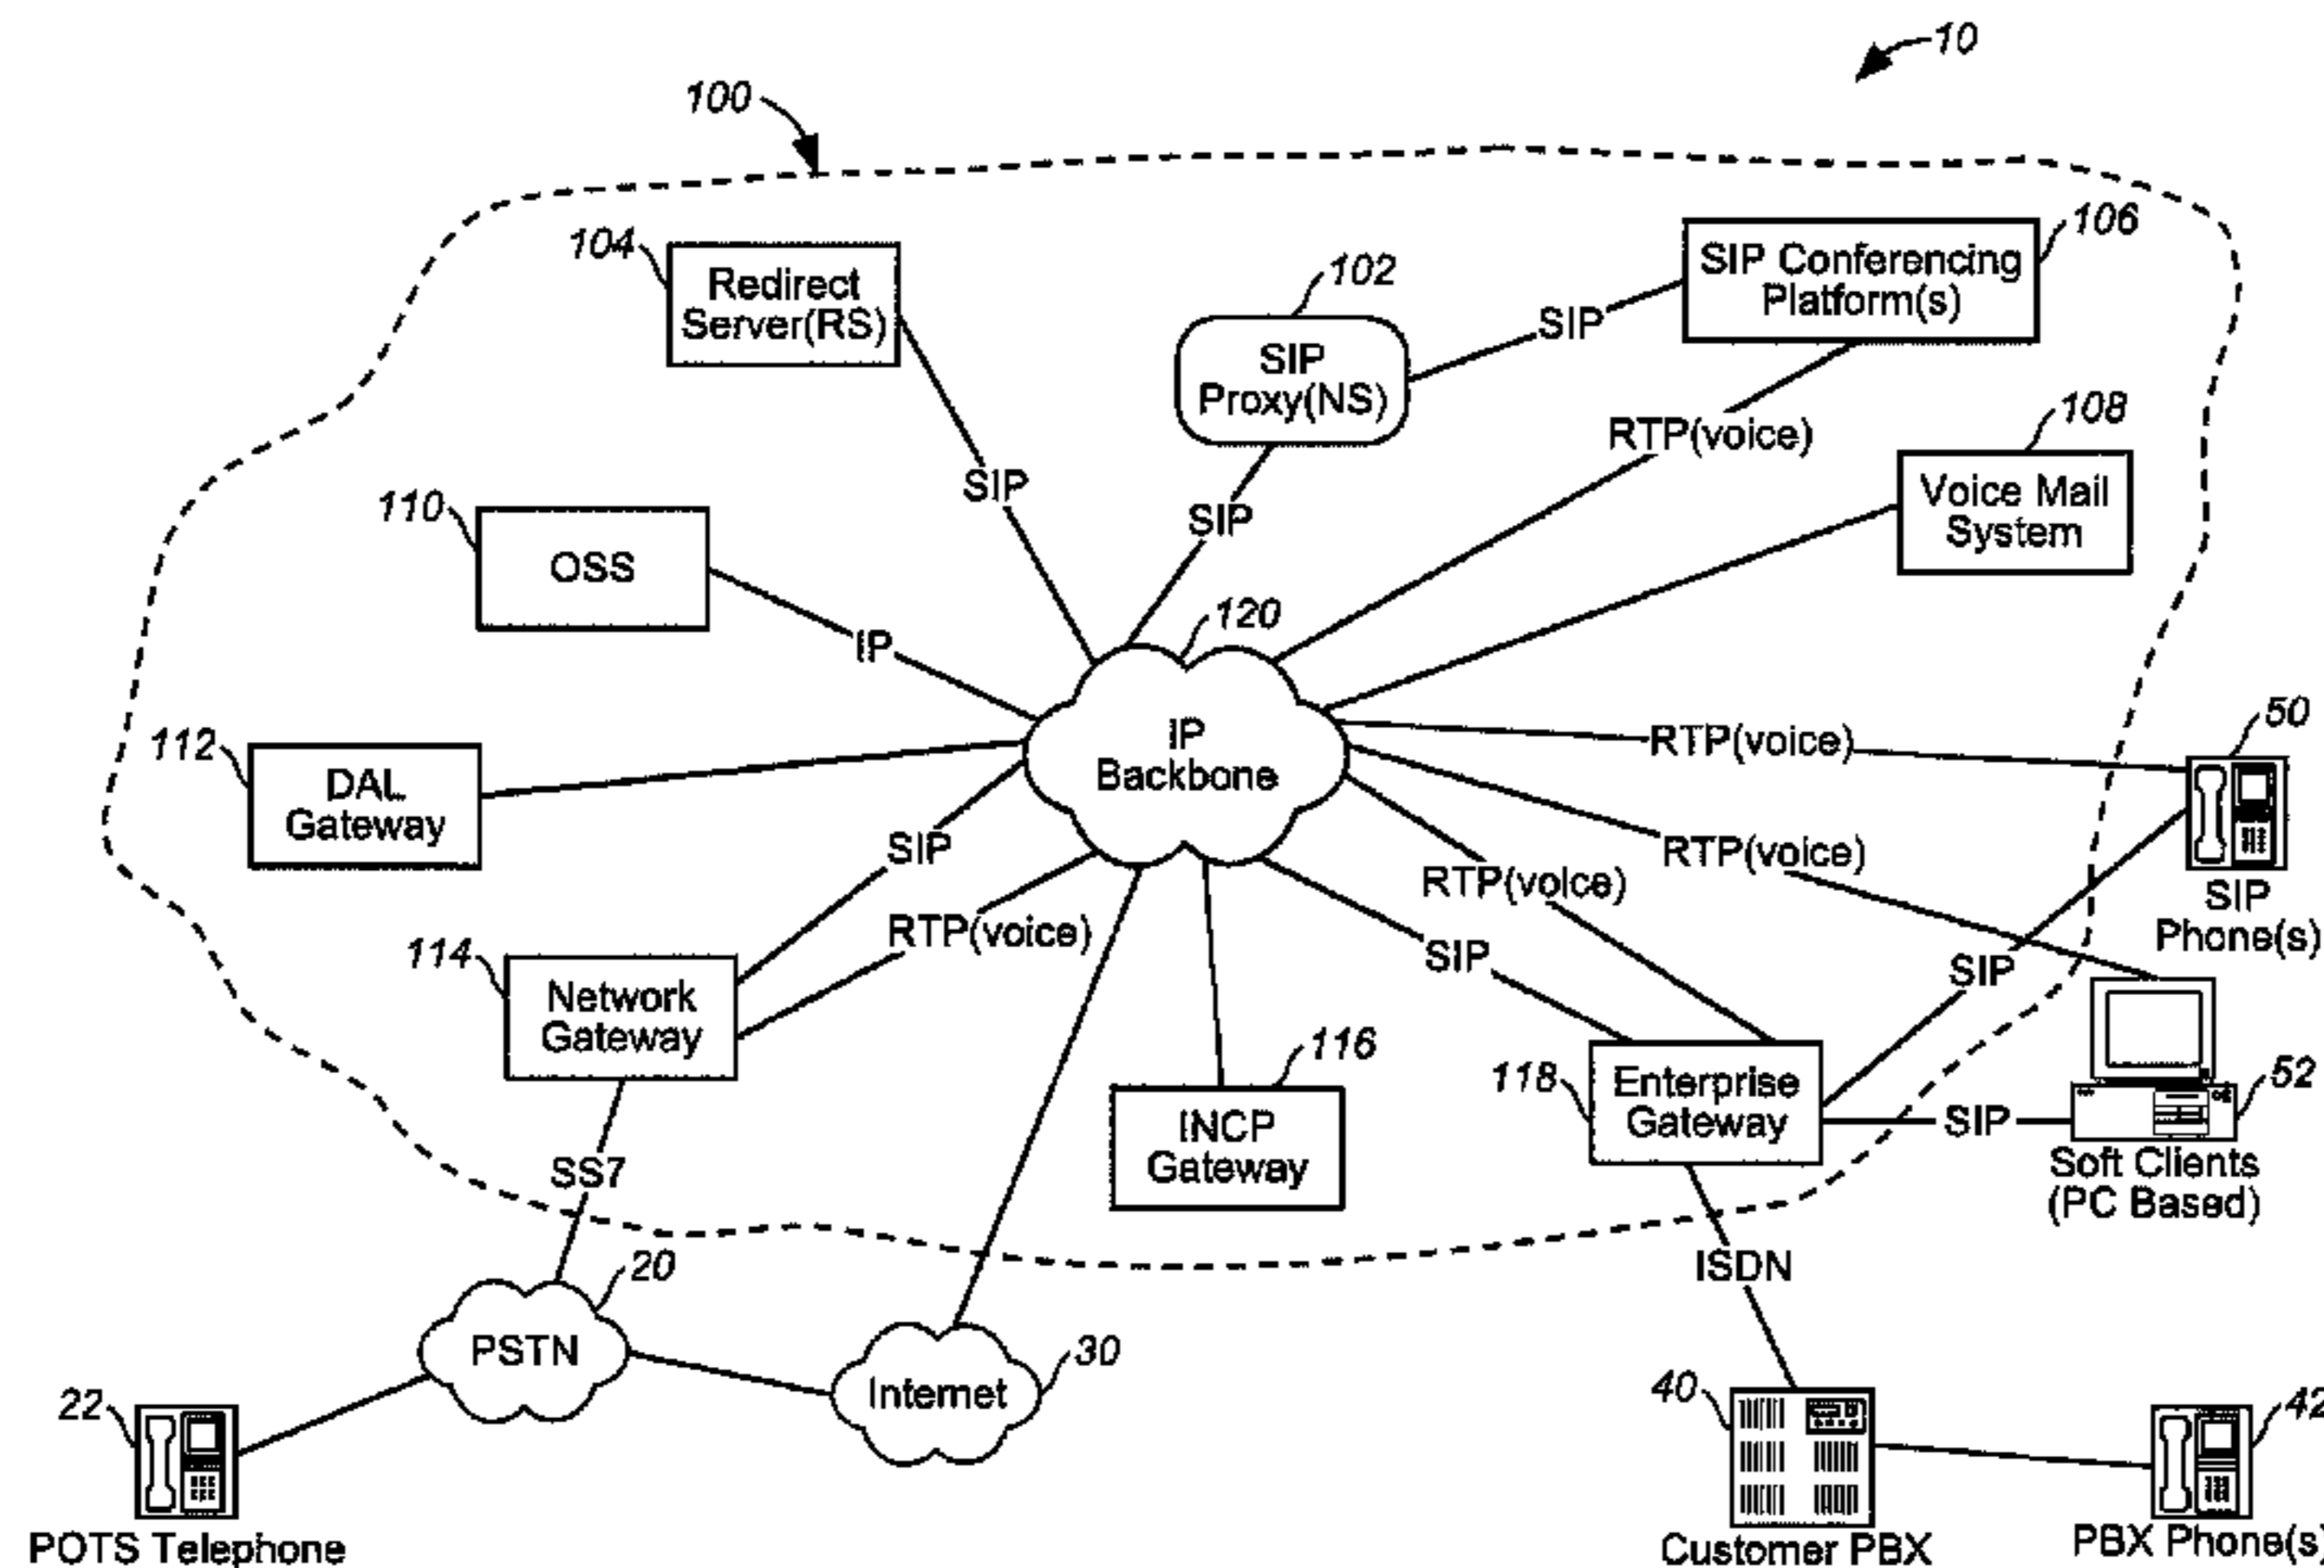 10
100
104
Redirect
Server(RS)
102
SIP
Proxy(NS)
SIP
106
SIP Conferencing
Platform(s)
RTP(voice)
108
Voice Mail
System
110
OSS
SIP
SIP
IP
120
IP
Backbone
112
DAL
Gateway
RTP(voice)
50
SIP
Phone(s)
SIP
RTP(voice)
RTP(voice)
RTP(voice)
SIP
SIP
114
Network
Gateway
116
INCP
Gateway
118
Enterprise
Gateway
SIP
52
Soft Clients
(PC Based)
SS7
ISDN
20
PSTN
30
Internet
22
POTS Telephone
40
Customer PBX
42
PBX Phone(s)